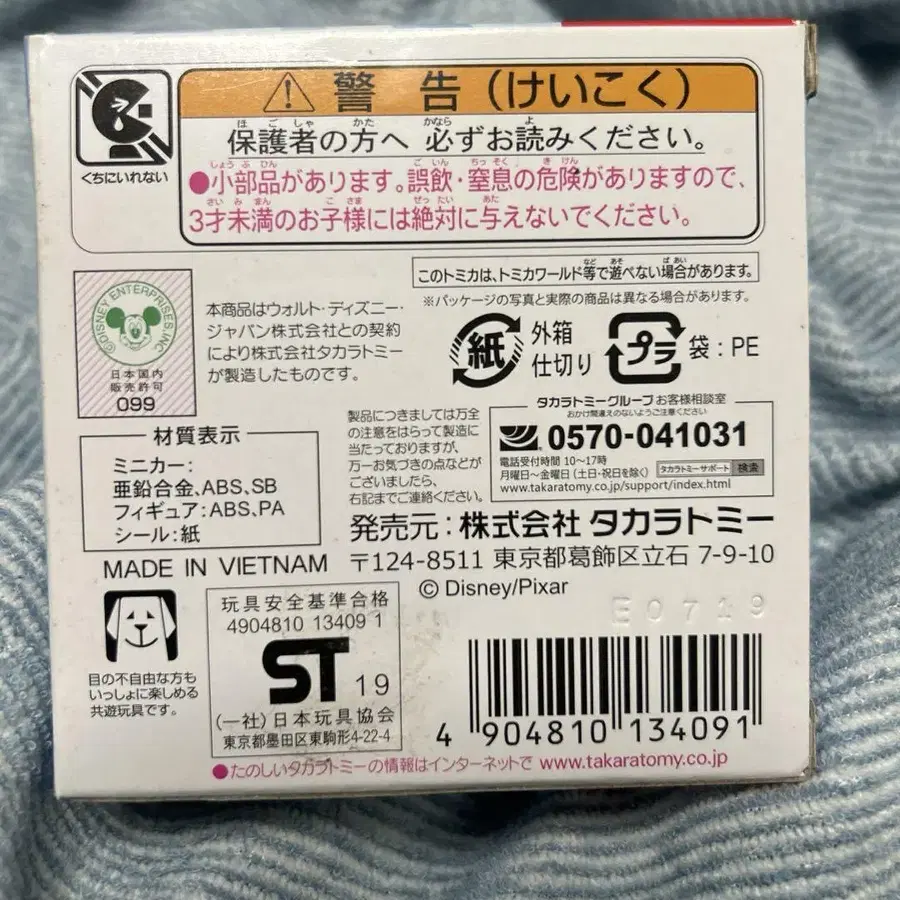 警告(けいこく)
保護者の方へ 必ずお読みください。
●小部品があります。誤飲・窒息の危険がありますので、
3才未満のお子様には絶対に与えないでください。
くちにいれない
このトミカは、トミカワールド等で遊べない場合があります。
※パッケージの写真と実際の商品は異なる場合があります。
©DISNEY ENTERPRISES,INC.
日本国内
販売許可
099
本商品はウォルト・ディズニー・
ジャパン株式会社との契約
により株式会社タカラトミー
が製造したものです。
紙
外箱
仕切り
プラ
袋:PE
材質表示
ミニカー:
亜鉛合金、ABS、SB
フィギュア:ABS、PA
シール:紙
製品につきましては万全
の注意をはらって製造に
当たっておりますが、
万一お気づきの点などが
ございましたら、
右記までご連絡ください。
タカラトミーグループ お客様相談室
おかけ間違えのないようご注意ください
0570-041031
電話受付時間 10〜17時
月曜日〜金曜日(土・日・祝日を除く)
タカラトミーサポート 検索
www.takaratomy.co.jp/support/index.html
発売元:株式会社 タカラトミー
〒124-8511 東京都葛飾区立石 7-9-10
MADE IN VIETNAM
© Disney/Pixar
E0719
目の不自由な方も
いっしょに楽しめる
共遊玩具です。
玩具安全基準合格
4904810 13409 1
ST 19
(一社)日本玩具協会
東京都墨田区東駒形4-22-4
4 904810 134091
●たのしいタカラトミーの情報はインターネットで www.takaratomy.co.jp